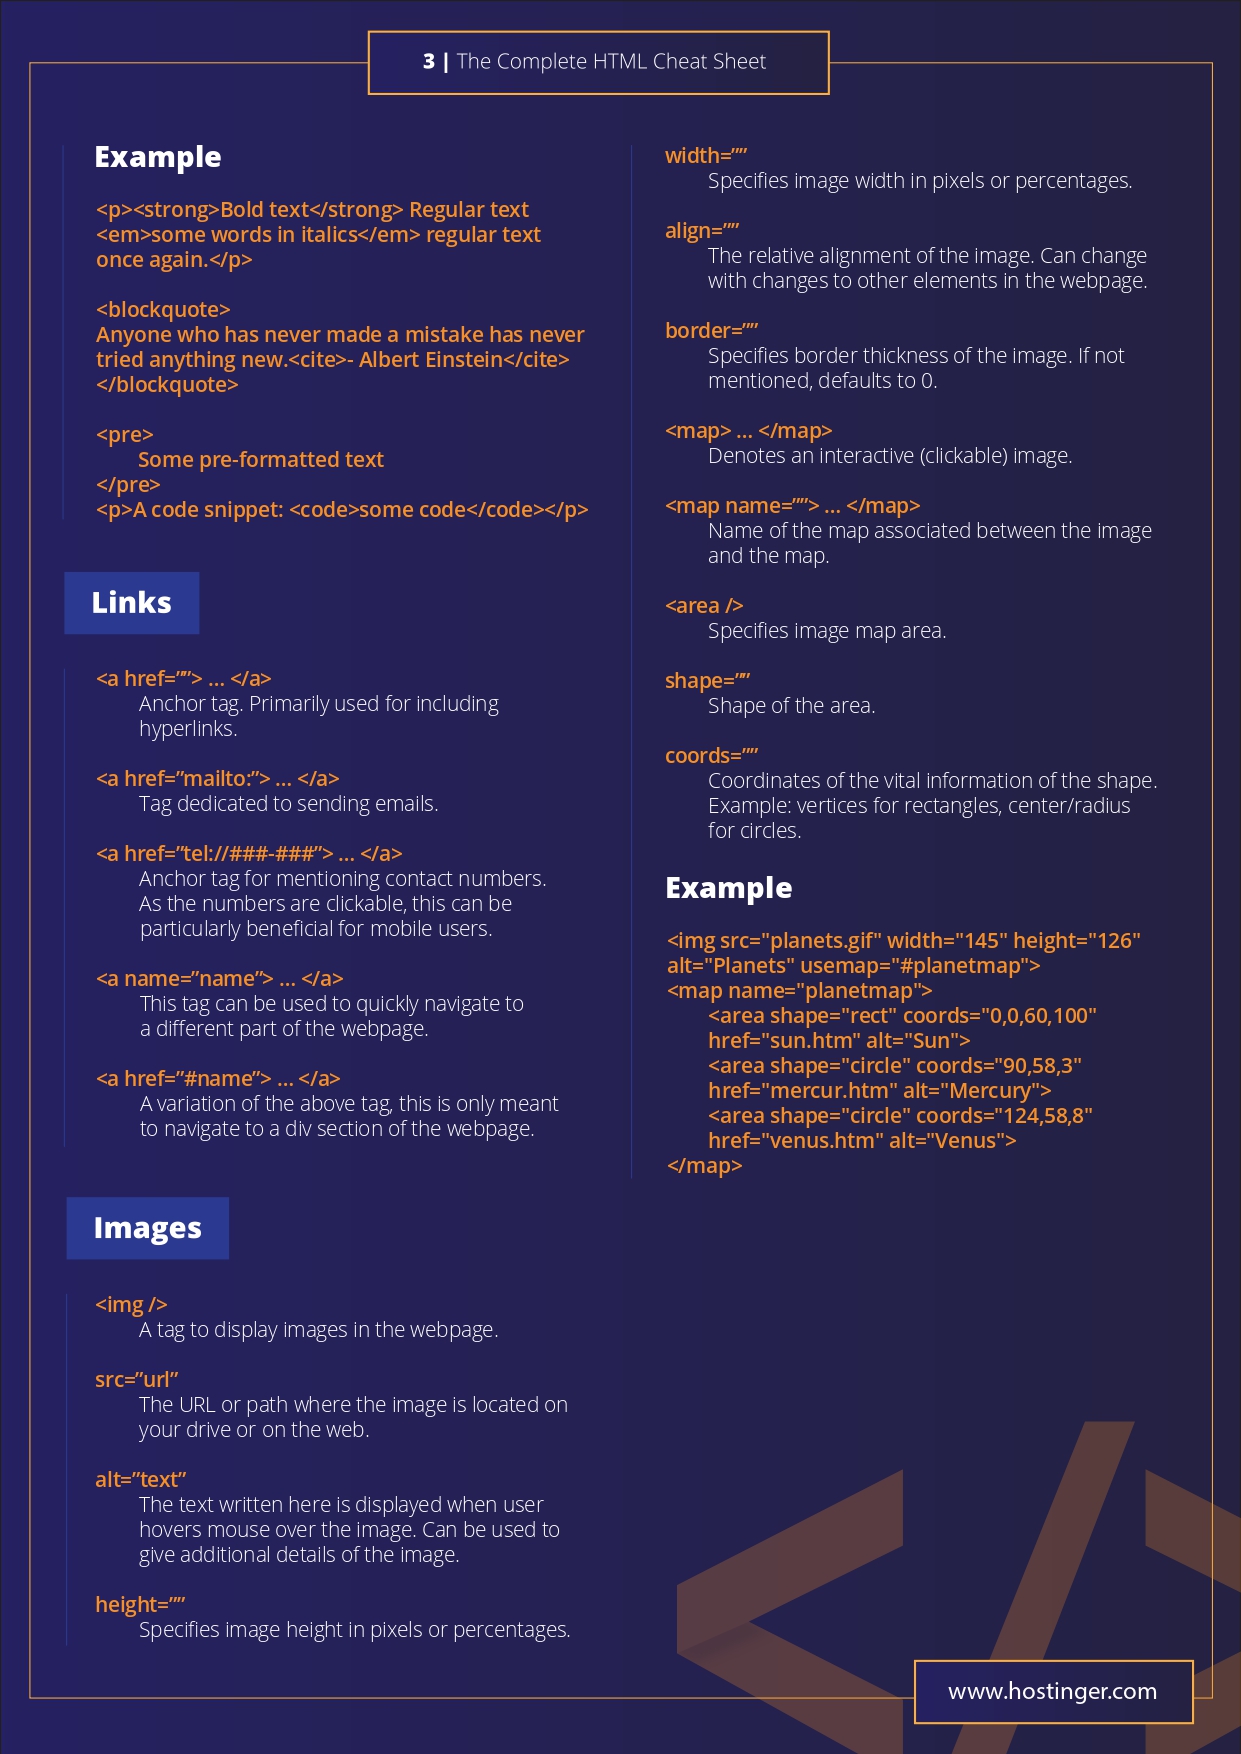 3 | The Complete HTML Cheat Sheet
Example
<p><strong>Bold text</strong> Regular text
<em>some words in italics</em> regular text
once again.</p>
<blockquote>
Anyone who has never made a mistake has never
tried anything new.<cite>- Albert Einstein</cite>
</blockquote>
<pre>
Some pre-formatted text
</pre>
<p>A code snippet: <code>some code</code></p>
Links
<a href=””> ... </a>
Anchor tag. Primarily used for including
hyperlinks.
<a href=”mailto:”> ... </a>
Tag dedicated to sending emails.
<a href=”tel://###-###”> ... </a>
Anchor tag for mentioning contact numbers.
As the numbers are clickable, this can be
particularly beneficial for mobile users.
<a name=”name”> ... </a>
This tag can be used to quickly navigate to
a different part of the webpage.
<a href=”#name”> ... </a>
A variation of the above tag, this is only meant
to navigate to a div section of the webpage.
Images
<img />
A tag to display images in the webpage.
src=”url”
The URL or path where the image is located on
your drive or on the web.
alt=”text”
The text written here is displayed when user
hovers mouse over the image. Can be used to
give additional details of the image.
height=””
Specifies image height in pixels or percentages.
width=””
Specifies image width in pixels or percentages.
align=””
The relative alignment of the image. Can change
with changes to other elements in the webpage.
border=””
Specifies border thickness of the image. If not
mentioned, defaults to 0.
<map> ... </map>
Denotes an interactive (clickable) image.
<map name=””> ... </map>
Name of the map associated between the image
and the map.
<area />
Specifies image map area.
shape=””
Shape of the area.
coords=””
Coordinates of the vital information of the shape.
Example: vertices for rectangles, center/radius
for circles.
Example
<img src="planets.gif" width="145" height="126"
alt="Planets" usemap="#planetmap">
<map name="planetmap">
<area shape="rect" coords="0,0,60,100"
href="sun.htm" alt="Sun">
<area shape="circle" coords="90,58,3"
href="mercur.htm" alt="Mercury">
<area shape="circle" coords="124,58,8"
href="venus.htm" alt="Venus">
</map>
</>
www.hostinger.com